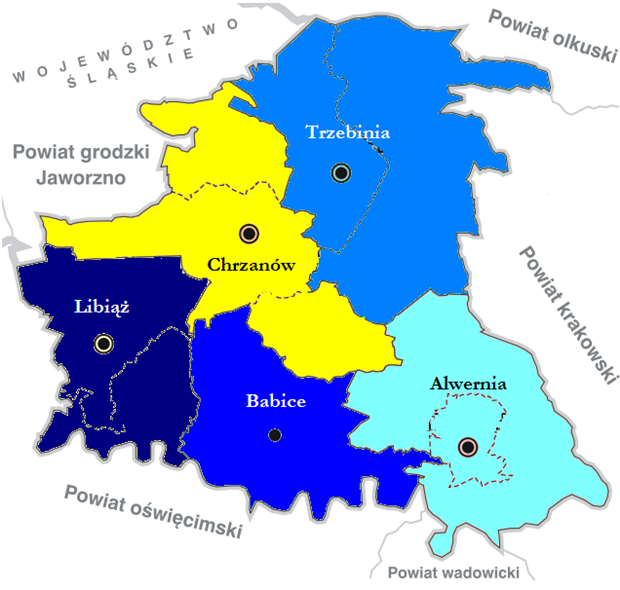 WOJEWÓDZTWO
ŚLĄSKIE
Powiat olkuski
Trzebinia
Powiat grodzki
Jaworzno
Chrzanów
Powiat krakowski
Libiąż
Alwernia
Babice
Powiat oświęcimski
Powiat wadowicki